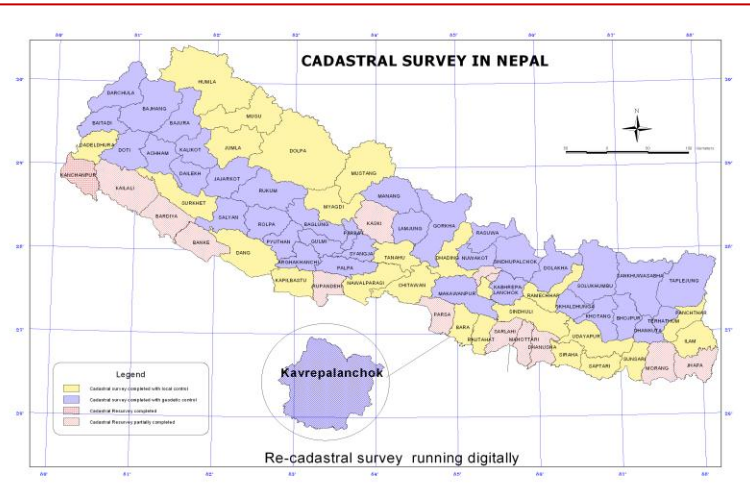 CADASTRAL SURVEY IN NEPAL
HUMLA
DARCHULA
BAJHANG
MUGU
BAITADI
BAJURA
DADELDHURA
DOTI
ACHHAM
KALIKOT
JUMLA
DOLPA
KANCHANPUR
KAILALI
DAILEKH
JAJARKOT
MUSTANG
RUKUM
MANANG
SURKHET
MYAGDI
BARDIYA
SALYAN
ROLPA
BAGLUNG
KASKI
LAMJUNG
GORKHA
RASUWA
BANKE
DANG
PYUTHAN
GULMI
SYANGJA
TANAHU
DHADING
NUWAKOT
SINDHUPALCHOK
DOLAKHA
SANKHUWASABHA
TAPLEJUNG
PALPA
KAPILBASTU
RUPANDEHI
NAWALPARASI
CHITAWAN
MAKAWANPUR
KABHREPA
LANCHOK
RAMECHHAP
SOLUKHUMBU
OKHALDHUNGA
KHOTANG
BHOJPUR
TERHATHUM
PANCHTHAR
DHANKUTA
PARSA
BARA
SINDHULI
UDAYAPUR
ILAM
RAUTAHAT
SARLAHI
MAHOTTARI
DHANUSHA
SIRAHA
SAPTARI
SUNSARI
MORANG
JHAPA
Legend
Cadastral survey completed with local control
Cadastral survey completed with geodetic control
Cadastral Resurvey completed
Cadastral Resurvey partially completed
Kavrepalanchok
Re-cadastral survey running digitally